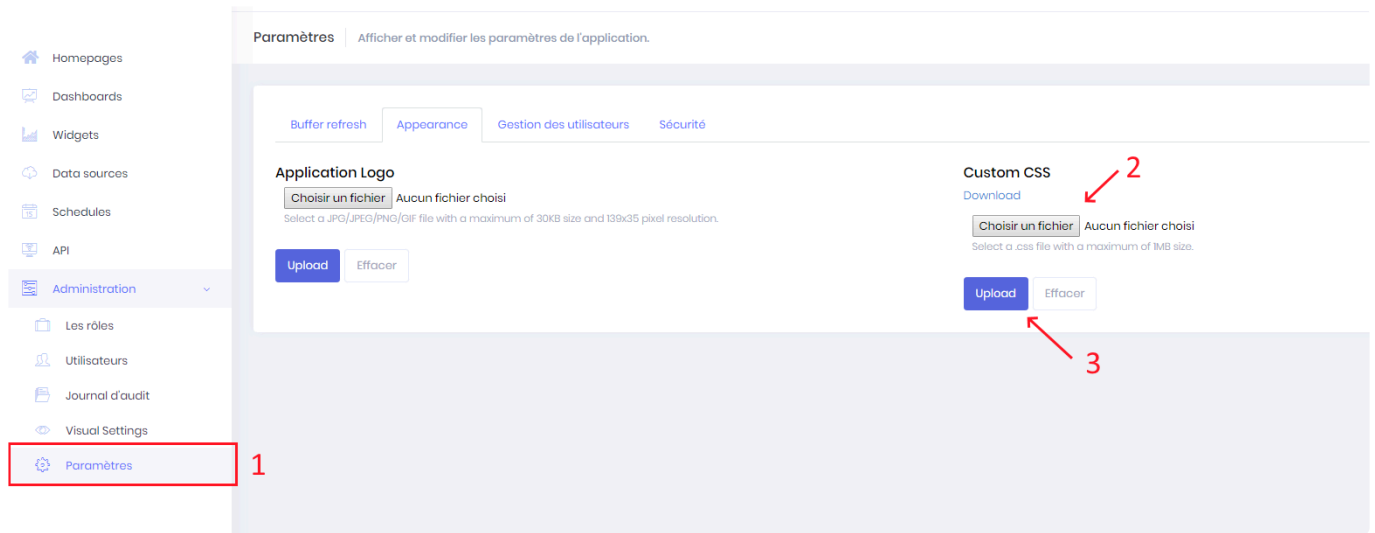 Paramètres Afficher et modifier les paramètres de l'application.
Homepages
Dashboards
Widgets
Data sources
15 Schedules
API
Administration
Les rôles
Utilisateurs
Journal d'audit
Visual Settings
Paramètres 1
Buffer refresh Appearance Gestion des utilisateurs Sécurité
Application Logo
Choisir un fichier Aucun fichier choisi
Select a JPG/JPEG/PNG/GIF file with a maximum of 30KB size and 139x35 pixel resolution.
Upload Effacer
Custom CSS 2
Download
Choisir un fichier Aucun fichier choisi
Select a .css file with a maximum of 1MB size.
Upload Effacer
3